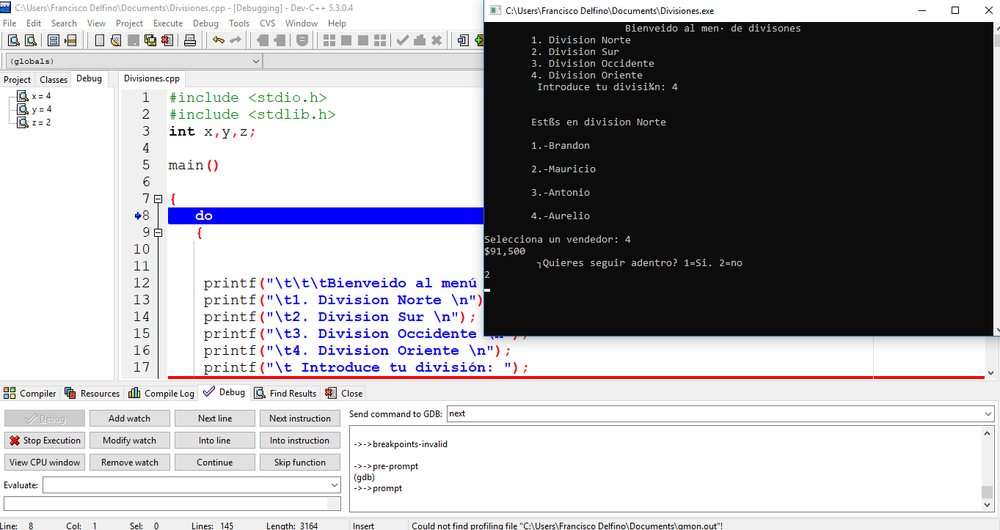 C:\Users\Francisco Delfino\Documents\Divisiones.cpp - [Debugging] - Dev-C++ 5.3.0.4
File Edit Search View Project Execute Debug Tools CVS Window Help
(globals)
Project Classes Debug
x = 4
y = 4
z = 2
Divisiones.cpp
1 #include <stdio.h>
2 #include <stdlib.h>
3 int x,y,z;
4
5 main()
6
7 {
8 do
9 {
10
11
12 printf("\t\t\tBienveido al menú
13 printf("\t1. Division Norte \n")
14 printf("\t2. Division Sur \n");
15 printf("\t3. Division Occidente \n");
16 printf("\t4. Division Oriente \n");
17 printf("\t Introduce tu división: ");
C:\Users\Francisco Delfino\Documents\Divisiones.exe
Bienveido al men· de divisones
1. Division Norte
2. Division Sur
3. Division Occidente
4. Division Oriente
Introduce tu divisi¾n: 4
Estßs en division Norte
1.-Brandon
2.-Mauricio
3.-Antonio
4.-Aurelio
Selecciona un vendedor: 4
$91,500
┐Quieres seguir adentro? 1=Si. 2=no
2
Compiler Resources Compile Log Debug Find Results Close
Debug Add watch Next line Next instruction
Stop Execution Modify watch Into line Into instruction
View CPU window Remove watch Continue Skip function
Evaluate:
Send command to GDB: next
->->breakpoints-invalid
->->pre-prompt
(gdb)
->->prompt
Line: 8 Col: 1 Sel: 0 Lines: 145 Length: 3164 Insert Could not find profiling file "C:\Users\Francisco Delfino\Documents\gmon.out"!